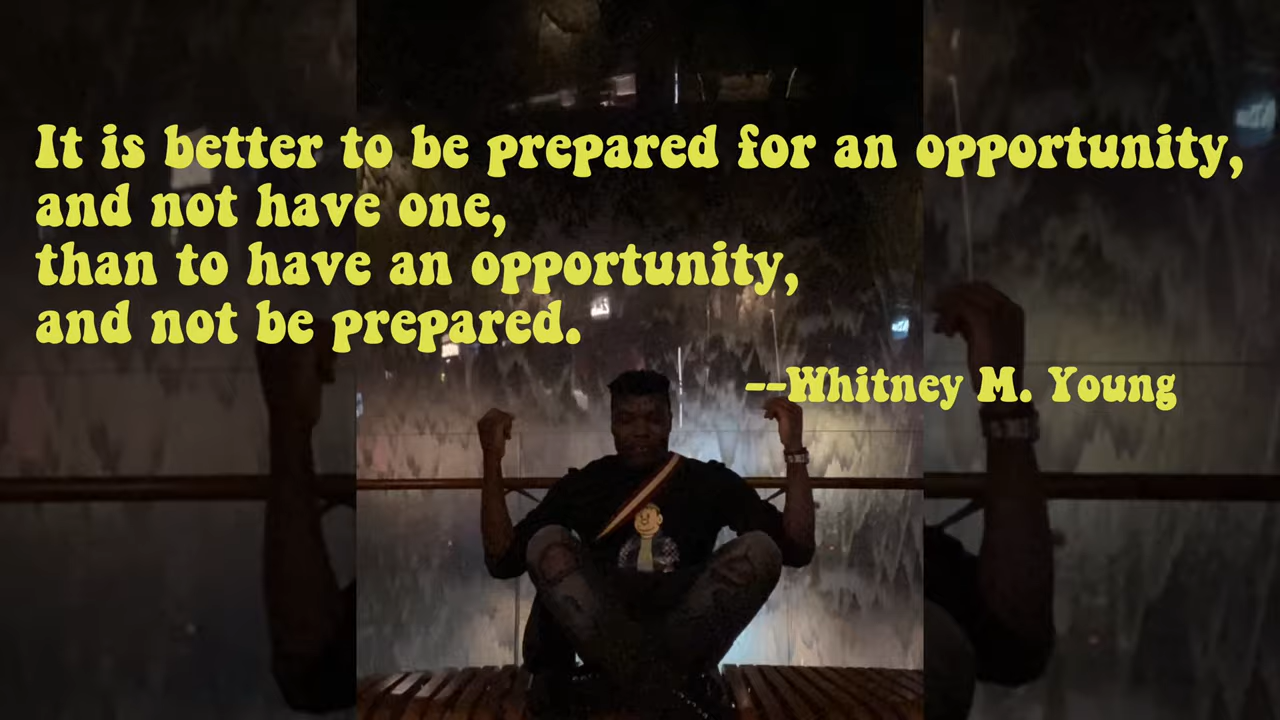 It is better to be prepared for an opportunity,
and not have one,
than to have an opportunity,
and not be prepared.
--Whitney M. Young